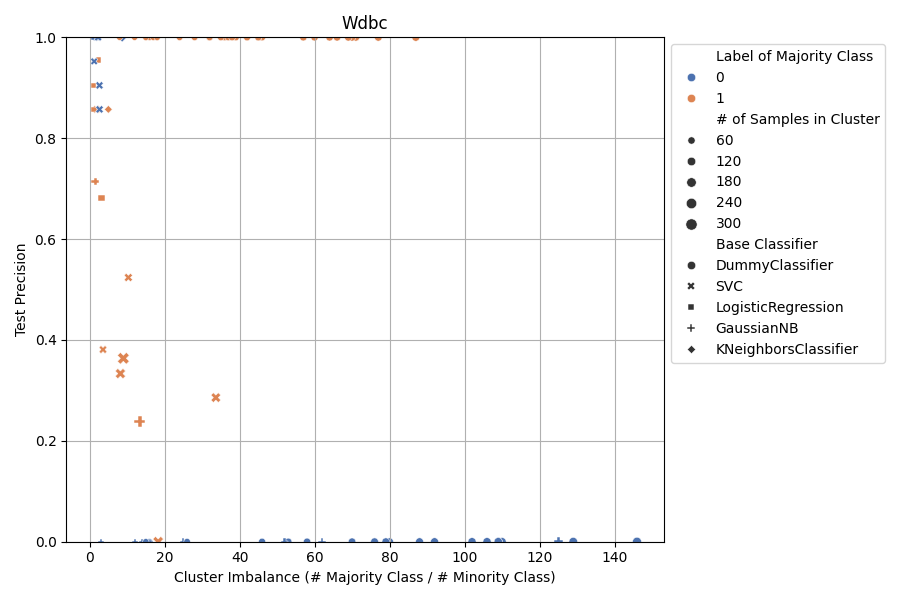 Wdbc
Test Precision
1.0
0.8
0.6
0.4
0.2
0.0
0
20
40
60
80
100
120
140
Cluster Imbalance (# Majority Class / # Minority Class)
Label of Majority Class
0
1
# of Samples in Cluster
60
120
180
240
300
Base Classifier
DummyClassifier
SVC
LogisticRegression
GaussianNB
KNeighborsClassifier